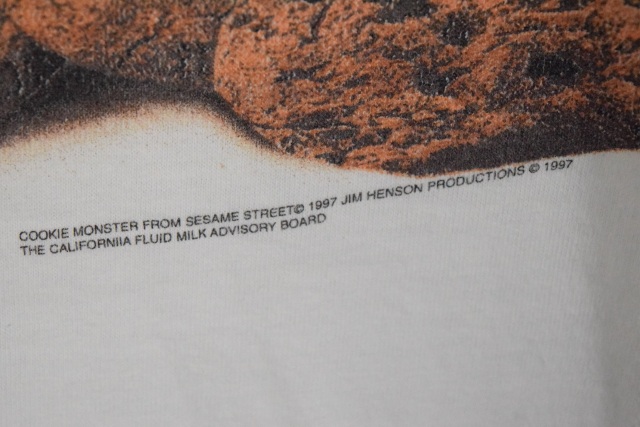 COOKIE MONSTER FROM SESAME STREET© 1997 JIM HENSON PRODUCTIONS © 1997
THE CALIFORNIIA FLUID MILK ADVISORY BOARD